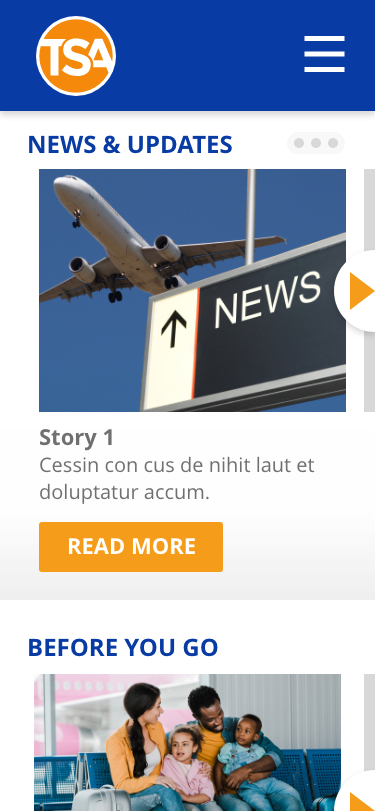 TSA
NEWS & UPDATES
NEWS
Story 1
Cessin con cus de nihit laut et
doluptatur accum.
READ MORE
BEFORE YOU GO